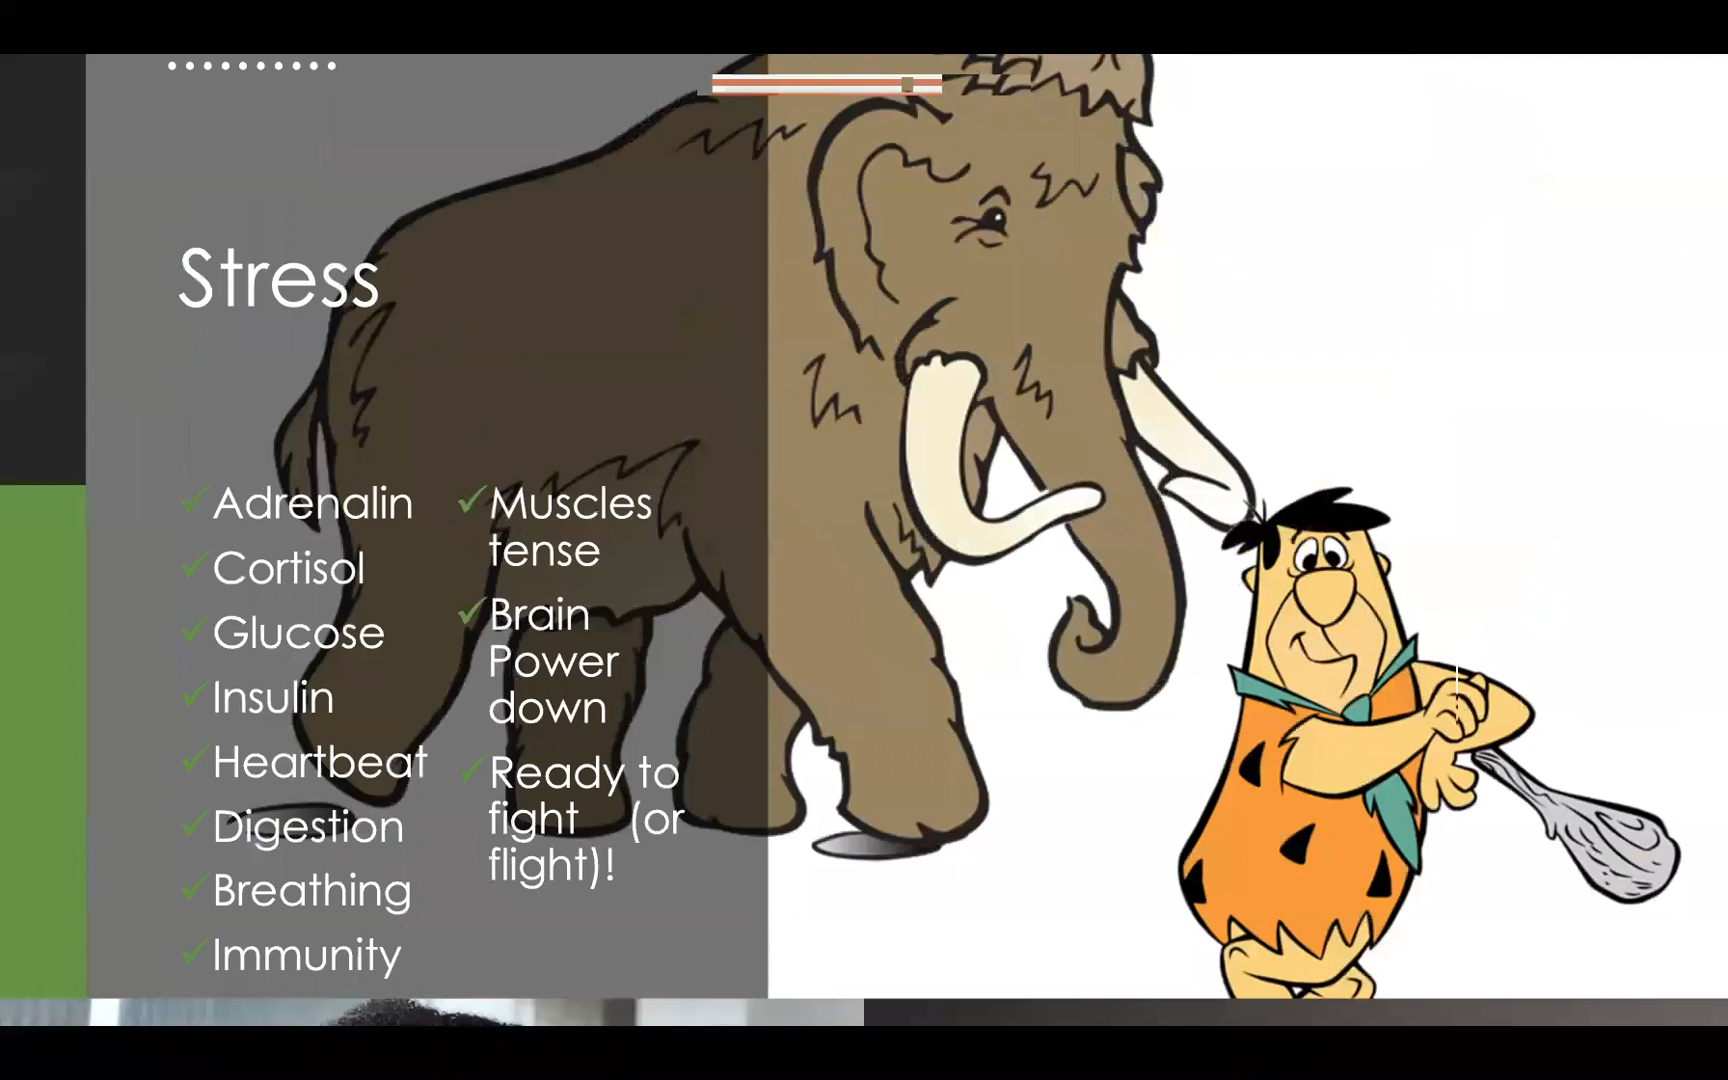 Stress
Adrenalin
Cortisol
Glucose
Insulin
Heartbeat
Digestion
Breathing
Immunity
Muscles
tense
Brain
Power
down
Ready to
fight (or
flight)!